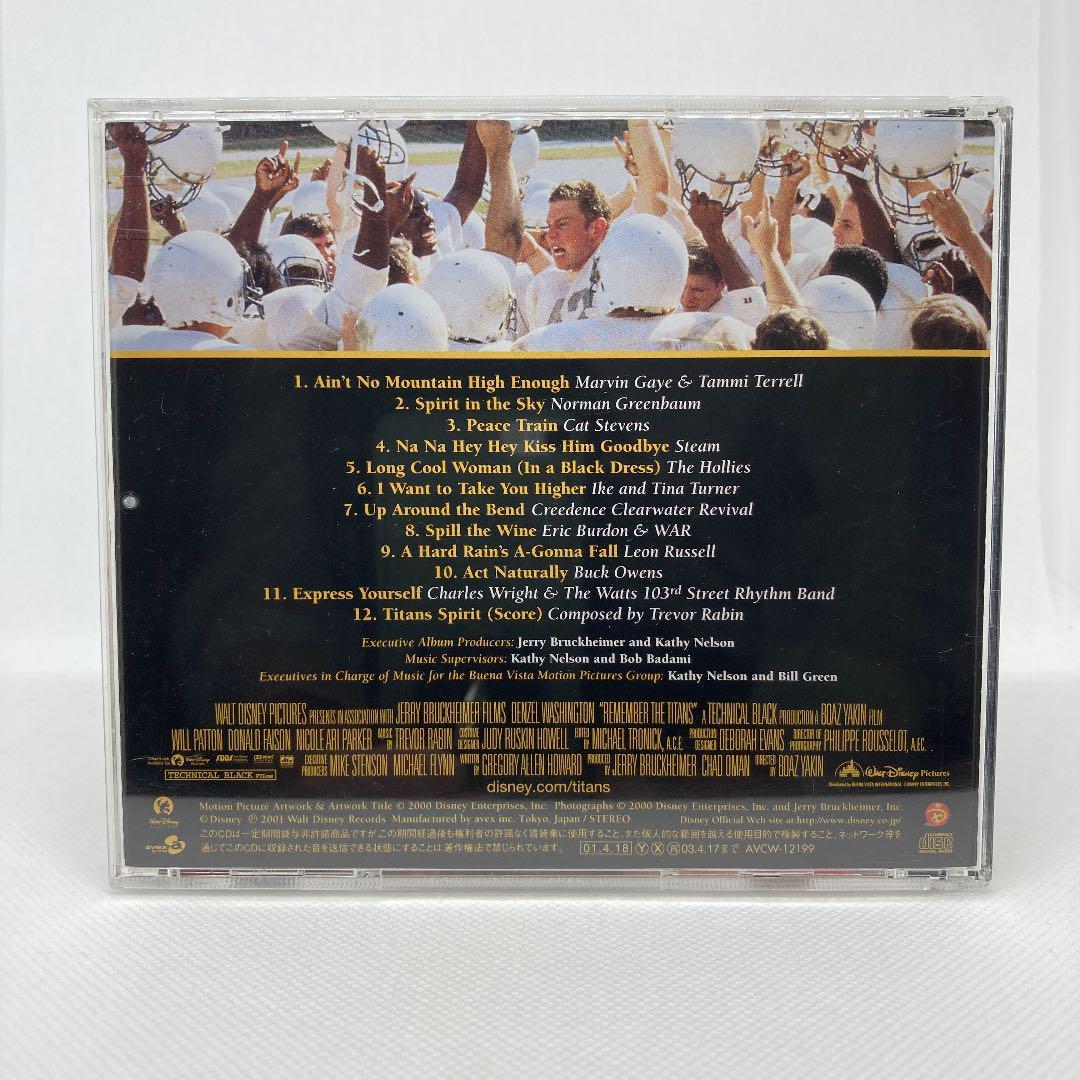 1. Ain't No Mountain High Enough Marvin Gaye & Tammi Terrell
2. Spirit in the Sky Norman Greenbaum
3. Peace Train Cat Stevens
4. Na Na Hey Hey Kiss Him Goodbye Steam
5. Long Cool Woman (In a Black Dress) The Hollies
6. I Want to Take You Higher Ike and Tina Turner
7. Up Around the Bend Creedence Clearwater Revival
8. Spill the Wine Eric Burdon & WAR
9. A Hard Rain's A-Gonna Fall Leon Russell
10. Act Naturally Buck Owens
11. Express Yourself Charles Wright & The Watts 103rd Street Rhythm Band
12. Titans Spirit (Score) Composed by Trevor Rabin
Executive Album Producers: Jerry Bruckheimer and Kathy Nelson
Music Supervisors: Kathy Nelson and Bob Badami
Executives in Charge of Music for the Buena Vista Motion Pictures Group: Kathy Nelson and Bill Green
WALT DISNEY PICTURES PRESENTS IN ASSOCIATION WITH JERRY BRUCKHEIMER FILMS DENZEL WASHINGTON "REMEMBER THE TITANS" A TECHNICAL BLACK PRODUCTION A BOAZ YAKIN FILM
WILL PATTON DONALD FAISON NICOLE ARI PARKER MUSIC BY TREVOR RABIN COSTUME DESIGNER JUDY RUSKIN HOWELL EDITED BY MICHAEL TRONICK, A.C.E. PRODUCTION DESIGNER DEBORAH EVANS DIRECTOR OF PHOTOGRAPHY PHILIPPE ROUSSELOT, A.F.C.
EXECUTIVE PRODUCERS MIKE STENSON MICHAEL FLYNN WRITTEN BY GREGORY ALLEN HOWARD PRODUCED BY JERRY BRUCKHEIMER CHAD OMAN DIRECTED BY BOAZ YAKIN Walt Disney Pictures
TECHNICAL BLACK FILMS
disney.com/titans
Motion Picture Artwork & Artwork Title © 2000 Disney Enterprises, Inc. Photographs © 2000 Disney Enterprises, Inc. and Jerry Bruckheimer, Inc.
© Disney ℗ 2001 Walt Disney Records Manufactured by avex inc. Tokyo, Japan / STEREO Disney Official Web site at:http://www.disney.co.jp/
このCDは一定期間貸与非許諾商品ですがこの期間経過後も権利者の許諾なく賃貸業に使用すること、また個人的な範囲を越える使用目的で複製すること、ネットワーク等を
通じてこのCDに収録された音を送信できる状態にすることは、著作権法で禁じられています。 01.4.18 Ⓨ Ⓧ 03.4.17まで AVCW-12199
avex
COMPACT disc DIGITAL AUDIO